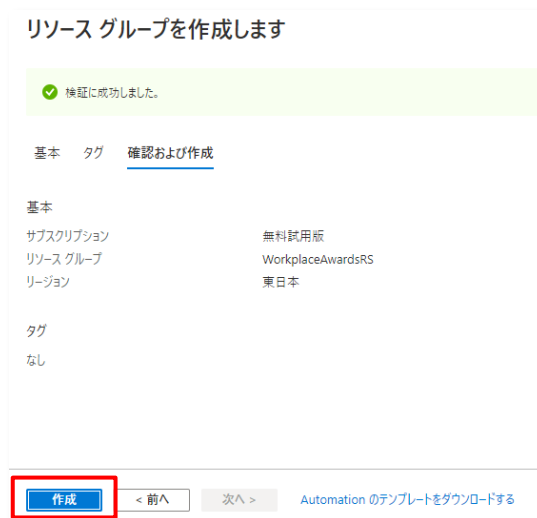 リソース グループを作成します
検証に成功しました。
基本 タグ 確認および作成
基本
サブスクリプション 無料試用版
リソース グループ WorkplaceAwardsRS
リージョン 東日本
タグ
なし
作成 < 前へ 次へ > Automation のテンプレートをダウンロードする